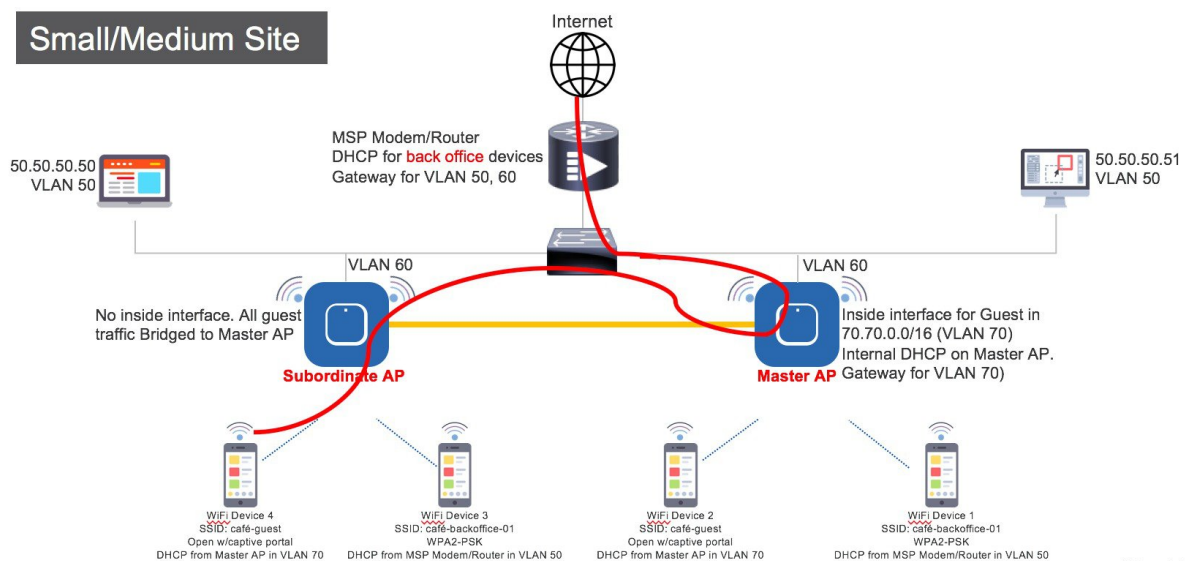 Small/Medium Site
Internet
MSP Modem/Router
DHCP for back office devices
Gateway for VLAN 50, 60
50.50.50.50
VLAN 50
50.50.50.51
VLAN 50
VLAN 60
VLAN 60
No inside interface. All guest
traffic Bridged to Master AP
Inside interface for Guest in
70.70.0.0/16 (VLAN 70)
Internal DHCP on Master AP.
Gateway for VLAN 70)
Subordinate AP
Master AP
WiFi Device 4
SSID: café-guest
Open w/captive portal
DHCP from Master AP in VLAN 70
WiFi Device 3
SSID: café-backoffice-01
WPA2-PSK
DHCP from MSP Modem/Router in VLAN 50
WiFi Device 2
SSID: café-guest
Open w/captive portal
DHCP from Master AP in VLAN 70
WiFi Device 1
SSID: café-backoffice-01
WPA2-PSK
DHCP from MSP Modem/Router in VLAN 50